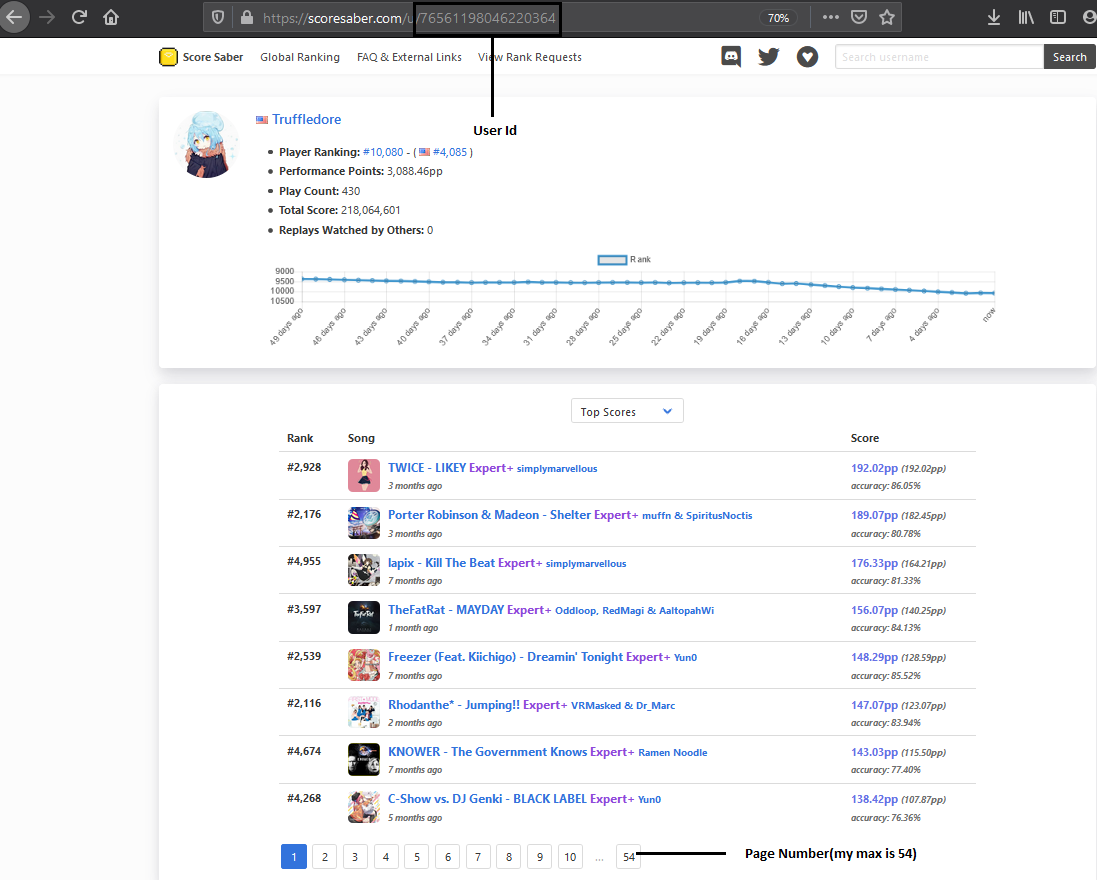 https://scoresaber.com/u/76561198046220364
70%
User Id
Score Saber
Global Ranking
FAQ & External Links
View Rank Requests
Search username
Search
Truffledore
Player Ranking: #10,080 - ( #4,085 )
Performance Points: 3,088.46pp
Play Count: 430
Total Score: 218,064,601
Replays Watched by Others: 0
Rank
9000
9500
10000
10500
49 days ago
46 days ago
43 days ago
40 days ago
37 days ago
34 days ago
31 days ago
28 days ago
25 days ago
22 days ago
19 days ago
16 days ago
13 days ago
10 days ago
7 days ago
4 days ago
now
Top Scores
Rank Song Score
#2,928 TWICE - LIKEY Expert+ simplymarvellous 192.02pp (192.02pp)
3 months ago accuracy: 86.05%
#2,176 Porter Robinson & Madeon - Shelter Expert+ muffn & SpiritusNoctis 189.07pp (182.45pp)
3 months ago accuracy: 80.78%
#4,955 lapix - Kill The Beat Expert+ simplymarvellous 176.33pp (164.21pp)
7 months ago accuracy: 81.33%
#3,597 TheFatRat - MAYDAY Expert+ Oddloop, RedMagi & AaltopahWi 156.07pp (140.25pp)
1 month ago accuracy: 84.13%
#2,539 Freezer (Feat. Kiichigo) - Dreamin' Tonight Expert+ Yun0 148.29pp (128.59pp)
7 months ago accuracy: 85.52%
#2,116 Rhodanthe* - Jumping!! Expert+ VRMasked & Dr_Marc 147.07pp (123.07pp)
2 months ago accuracy: 83.94%
#4,674 KNOWER - The Government Knows Expert+ Ramen Noodle 143.03pp (115.50pp)
7 months ago accuracy: 77.40%
#4,268 C-Show vs. DJ Genki - BLACK LABEL Expert+ Yun0 138.42pp (107.87pp)
5 months ago accuracy: 76.36%
1 2 3 4 5 6 7 8 9 10 ... 54
Page Number(my max is 54)